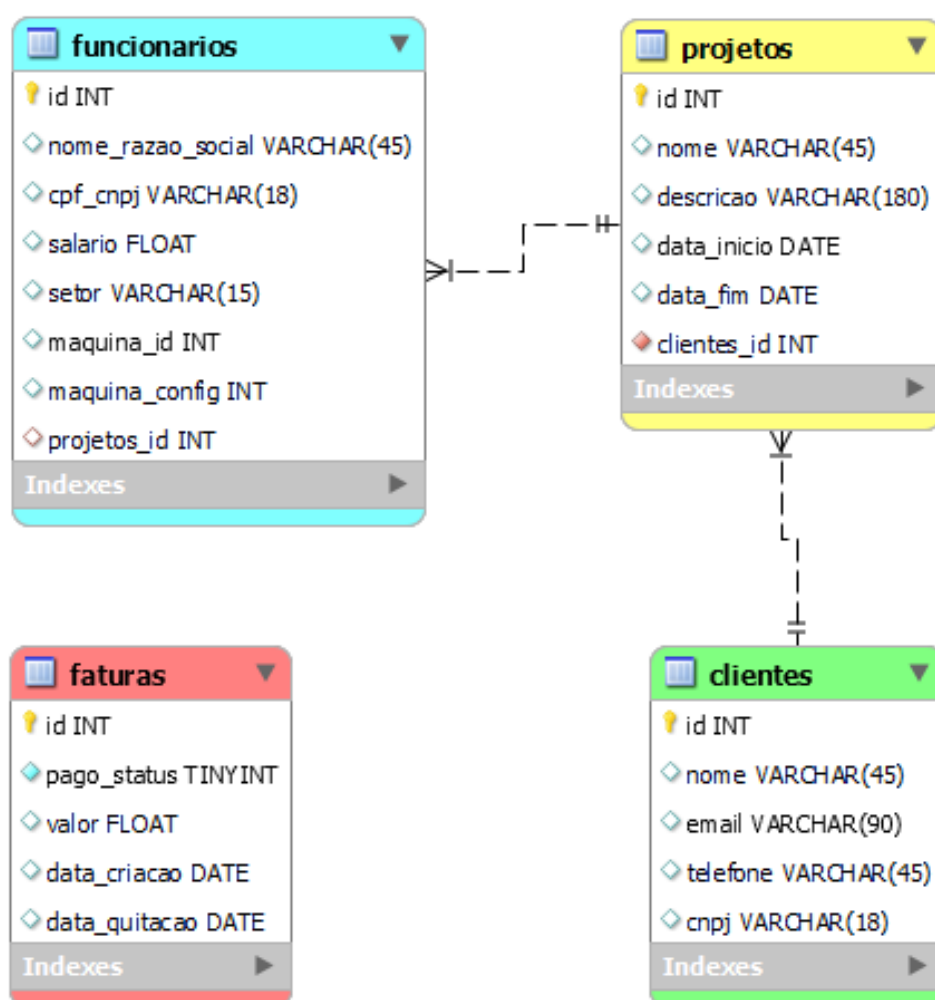 funcionarios
id INT
nome_razao_social VARCHAR(45)
cpf_cnpj VARCHAR(18)
salario FLOAT
setor VARCHAR(15)
maquina_id INT
maquina_config INT
projetos_id INT
Indexes
projetos
id INT
nome VARCHAR(45)
descricao VARCHAR(180)
data_inicio DATE
data_fim DATE
clientes_id INT
Indexes
faturas
id INT
pago_status TINYINT
valor FLOAT
data_criacao DATE
data_quitacao DATE
Indexes
clientes
id INT
nome VARCHAR(45)
email VARCHAR(90)
telefone VARCHAR(45)
cnpj VARCHAR(18)
Indexes